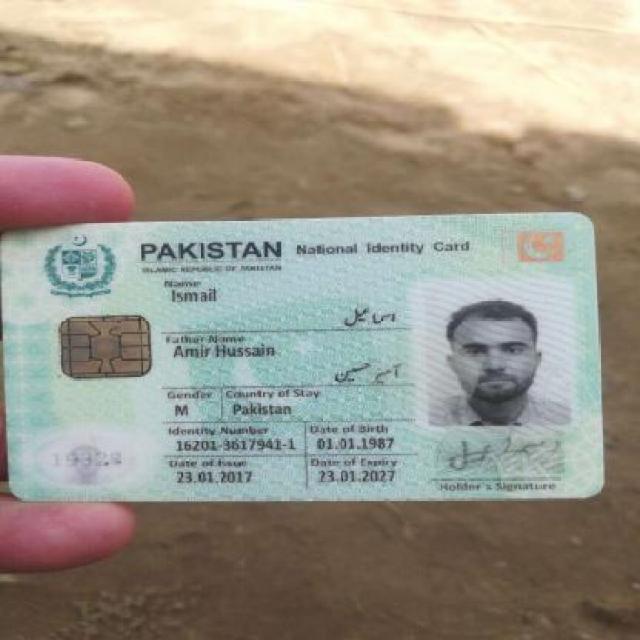 PAKISTAN National Identity Card
ISLAMIC REPUBLIC OF PAKISTAN
Name
Ismail
اسماعیل
Father Name
Amir Hussain
آمیر حسین
Gender Country of Stay
M Pakistan
Identity Number Date of Birth
16201-3617941-1 01.01.1987
Date of Issue Date of Expiry
23.01.2017 23.01.2027
Holder's Signature